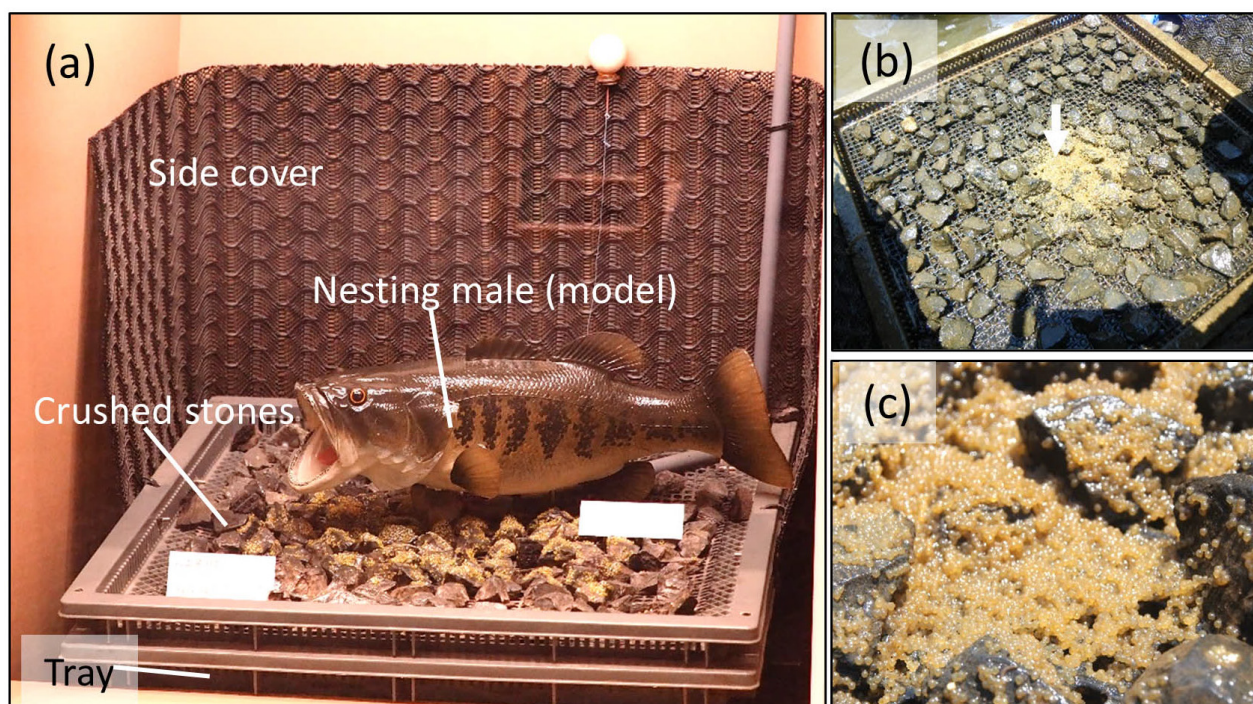 (a)
Side cover
Nesting male (model)
Crushed stones
Tray
(b)
(c)